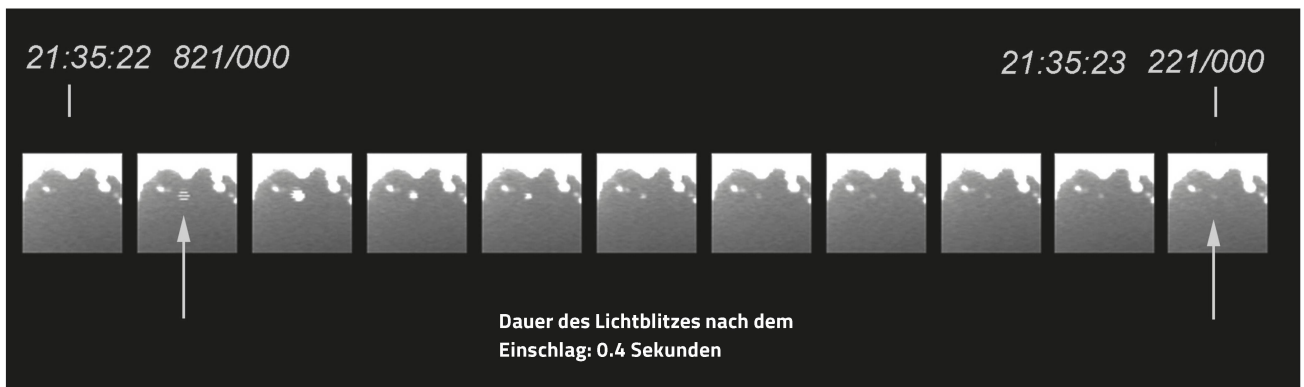 21:35:22 821/000
21:35:23 221/000
Dauer des Lichtblitzes nach dem
Einschlag: 0.4 Sekunden